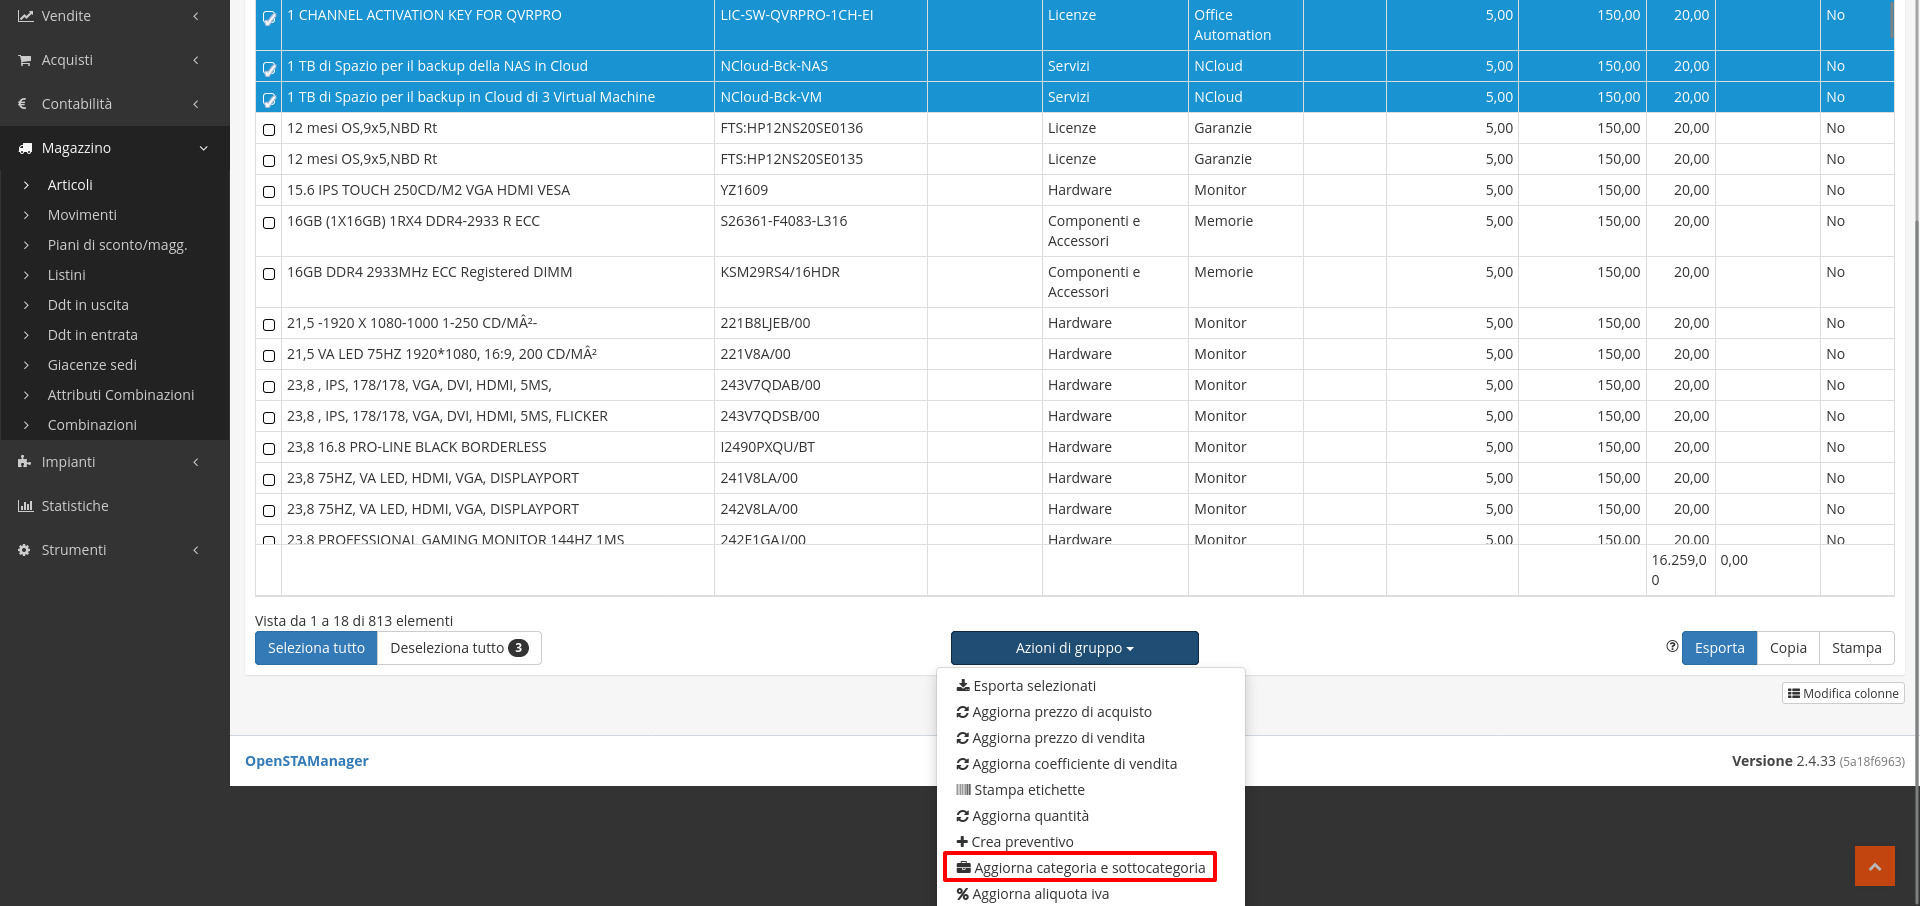 Vendite
Acquisti
Contabilità
Magazzino
Articoli
Movimenti
Piani di sconto/magg.
Listini
Ddt in uscita
Ddt in entrata
Giacenze sedi
Attributi Combinazioni
Combinazioni
Impianti
Statistiche
Strumenti
1 CHANNEL ACTIVATION KEY FOR QVRPRO LIC-SW-QVRPRO-1CH-EI Licenze Office 5,00 150,00 20,00 No
Automation
1 TB di Spazio per il backup della NAS in Cloud NCloud-Bck-NAS Servizi NCloud 5,00 150,00 20,00 No
1 TB di Spazio per il backup in Cloud di 3 Virtual Machine NCloud-Bck-VM Servizi NCloud 5,00 150,00 20,00 No
12 mesi OS,9x5,NBD Rt FTS:HP12NS20SE0136 Licenze Garanzie 5,00 150,00 20,00 No
12 mesi OS,9x5,NBD Rt FTS:HP12NS20SE0135 Licenze Garanzie 5,00 150,00 20,00 No
15.6 IPS TOUCH 250CD/M2 VGA HDMI VESA YZ1609 Hardware Monitor 5,00 150,00 20,00 No
16GB (1X16GB) 1RX4 DDR4-2933 R ECC S26361-F4083-L316 Componenti e Memorie 5,00 150,00 20,00 No
Accessori
16GB DDR4 2933MHz ECC Registered DIMM KSM29RS4/16HDR Componenti e Memorie 5,00 150,00 20,00 No
Accessori
21,5 -1920 X 1080-1000 1-250 CD/MÂ²- 221B8LJEB/00 Hardware Monitor 5,00 150,00 20,00 No
21,5 VA LED 75HZ 1920*1080, 16:9, 200 CD/MÂ² 221V8A/00 Hardware Monitor 5,00 150,00 20,00 No
23,8 , IPS, 178/178, VGA, DVI, HDMI, 5MS, 243V7QDAB/00 Hardware Monitor 5,00 150,00 20,00 No
23,8 , IPS, 178/178, VGA, DVI, HDMI, 5MS, FLICKER 243V7QDSB/00 Hardware Monitor 5,00 150,00 20,00 No
23,8 16.8 PRO-LINE BLACK BORDERLESS I2490PXQU/BT Hardware Monitor 5,00 150,00 20,00 No
23,8 75HZ, VA LED, HDMI, VGA, DISPLAYPORT 241V8LA/00 Hardware Monitor 5,00 150,00 20,00 No
23,8 75HZ, VA LED, HDMI, VGA, DISPLAYPORT 242V8LA/00 Hardware Monitor 5,00 150,00 20,00 No
23,8 PROFESSIONAL GAMING MONITOR 144HZ 1MS 242E1GAJ/00 Hardware Monitor 5,00 150,00 20,00 No
16.259,0 0,00
0
Vista da 1 a 18 di 813 elementi
Seleziona tutto Deseleziona tutto 3 Azioni di gruppo Esporta Copia Stampa
Esporta selezionati
Modifica colonne
Aggiorna prezzo di acquisto
Aggiorna prezzo di vendita
Aggiorna coefficiente di vendita
Stampa etichette
Aggiorna quantità
Crea preventivo
Aggiorna categoria e sottocategoria
Aggiorna aliquota iva
OpenSTAManager Versione 2.4.33 (5a18f6963)